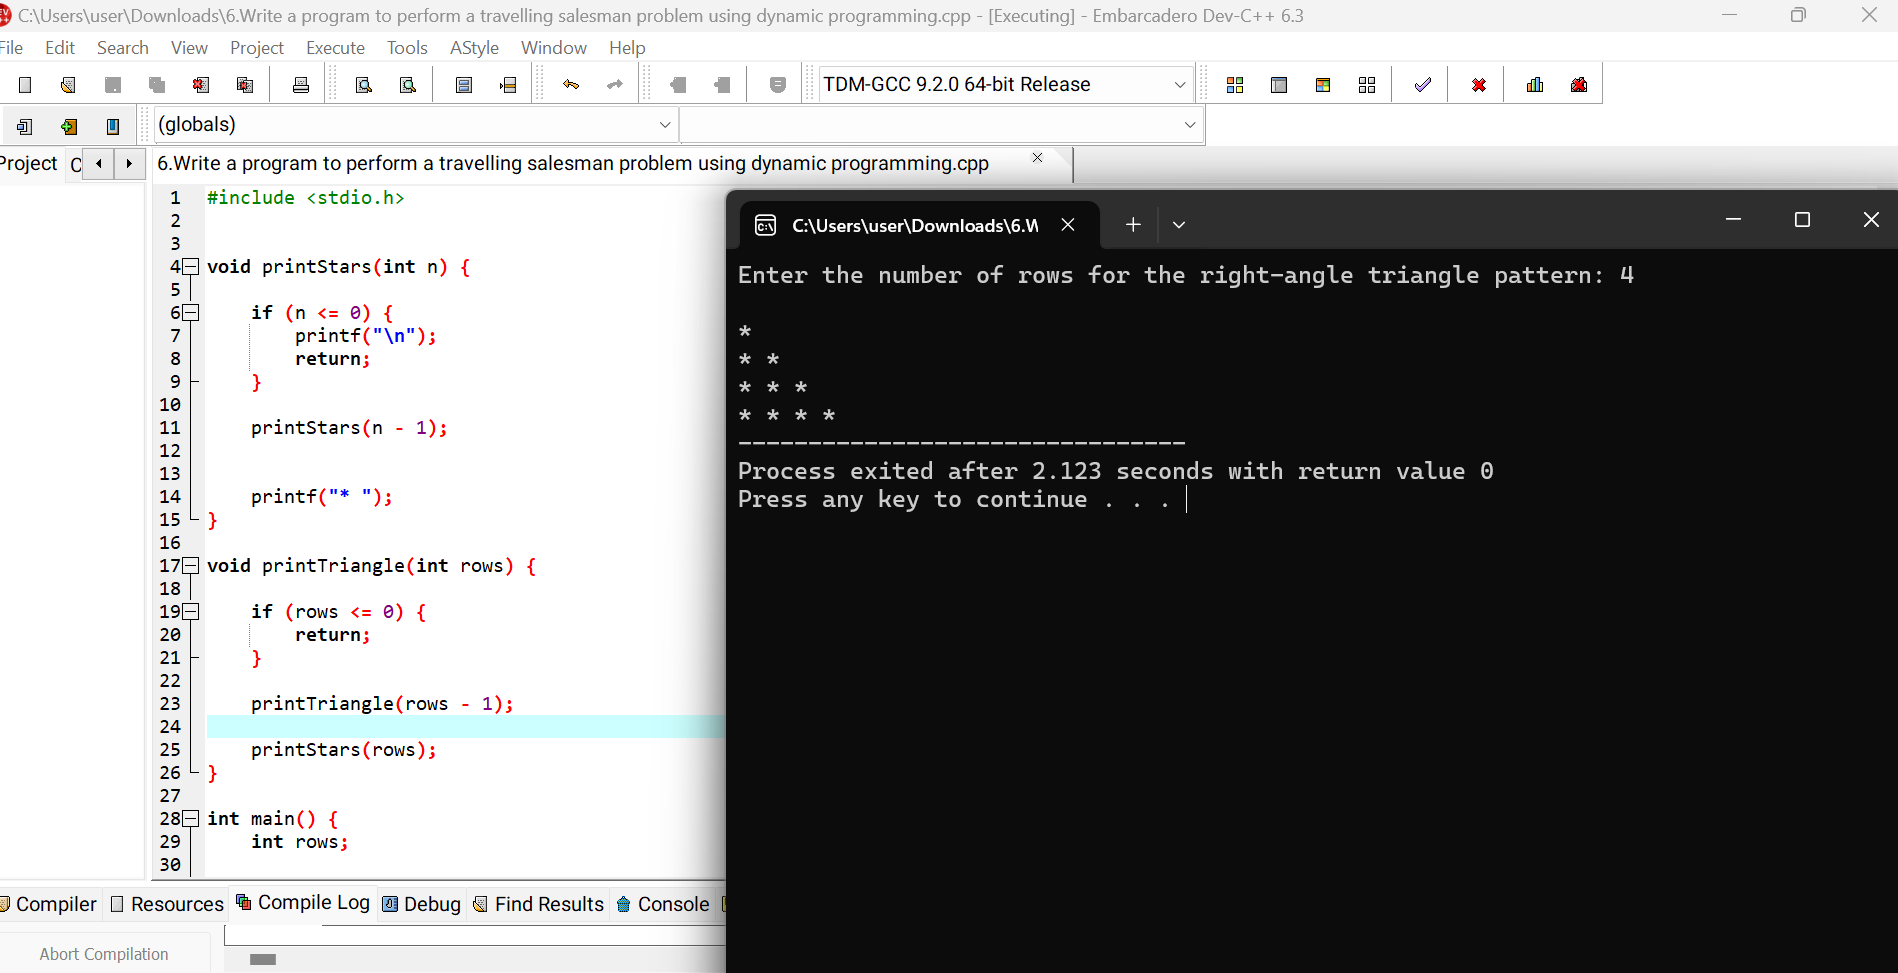 C:\Users\user\Downloads\6.Write a program to perform a travelling salesman problem using dynamic programming.cpp - [Executing] - Embarcadero Dev-C++ 6.3
File Edit Search View Project Execute Tools AStyle Window Help
TDM-GCC 9.2.0 64-bit Release
(globals)
Project C
6.Write a program to perform a travelling salesman problem using dynamic programming.cpp
1 #include <stdio.h>
2
3
4 void printStars(int n) {
5
6 if (n <= 0) {
7 printf("\n");
8 return;
9 }
10
11 printStars(n - 1);
12
13
14 printf("* ");
15 }
16
17 void printTriangle(int rows) {
18
19 if (rows <= 0) {
20 return;
21 }
22
23 printTriangle(rows - 1);
24
25 printStars(rows);
26 }
27
28 int main() {
29 int rows;
30
C:\Users\user\Downloads\6.W
Enter the number of rows for the right-angle triangle pattern: 4
*
* *
* * *
* * * *
--------------------------------
Process exited after 2.123 seconds with return value 0
Press any key to continue . . .
Compiler Resources Compile Log Debug Find Results Console
Abort Compilation